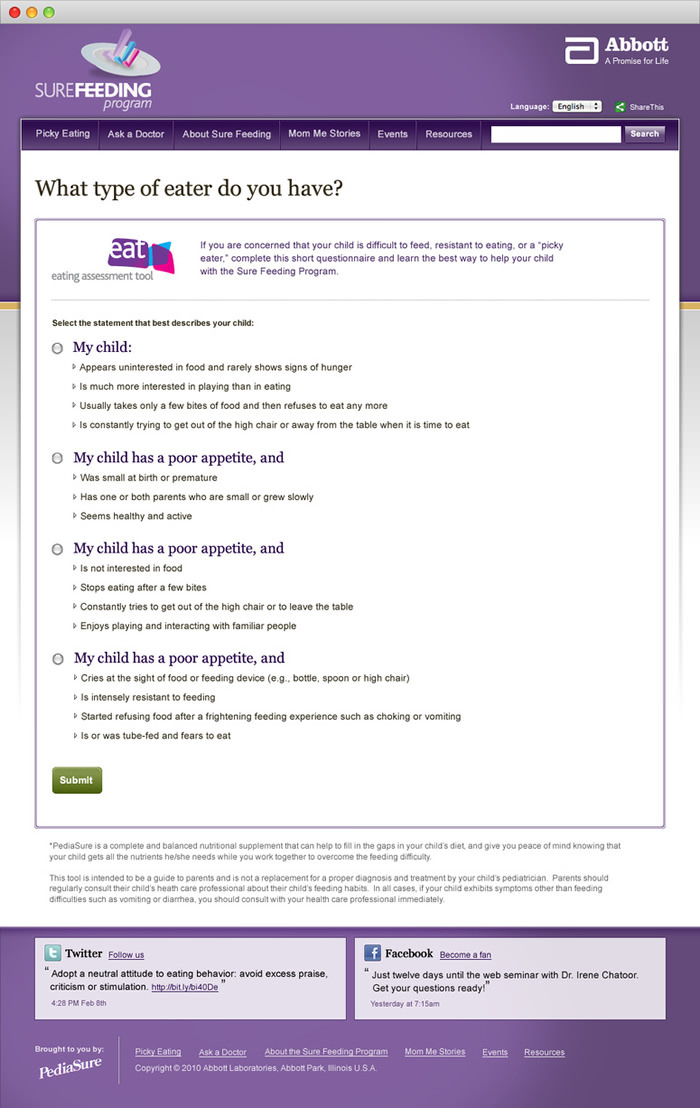 SUREFEEDING
program
Abbott
A Promise for Life
Language: English ShareThis
Picky Eating Ask a Doctor About Sure Feeding Mom Me Stories Events Resources Search
What type of eater do you have?
eat
eating assessment tool
If you are concerned that your child is difficult to feed, resistant to eating, or a “picky
eater,” complete this short questionnaire and learn the best way to help your child
with the Sure Feeding Program.
Select the statement that best describes your child:
My child:
Appears uninterested in food and rarely shows signs of hunger
Is much more interested in playing than in eating
Usually takes only a few bites of food and then refuses to eat any more
Is constantly trying to get out of the high chair or away from the table when it is time to eat
My child has a poor appetite, and
Was small at birth or premature
Has one or both parents who are small or grew slowly
Seems healthy and active
My child has a poor appetite, and
Is not interested in food
Stops eating after a few bites
Constantly tries to get out of the high chair or to leave the table
Enjoys playing and interacting with familiar people
My child has a poor appetite, and
Cries at the sight of food or feeding device (e.g., bottle, spoon or high chair)
Is intensely resistant to feeding
Started refusing food after a frightening feeding experience such as choking or vomiting
Is or was tube-fed and fears to eat
Submit
*PediaSure is a complete and balanced nutritional supplement that can help to fill in the gaps in your child's diet, and give you peace of mind knowing that
your child gets all the nutrients he/she needs while you work together to overcome the feeding difficulty.
This tool is intended to be a guide to parents and is not a replacement for a proper diagnosis and treatment by your child's pediatrician. Parents should
regularly consult their child's heath care professional about their child's feeding habits. In all cases, if your child exhibits symptoms other than feeding
difficulties such as vomiting or diarrhea, you should consult with your health care professional immediately.
Twitter Follow us
“ Adopt a neutral attitude to eating behavior: avoid excess praise,
criticism or stimulation. http://bit.ly/bi40De ”
4:28 PM Feb 8th
Facebook Become a fan
“ Just twelve days until the web seminar with Dr. Irene Chatoor.
Get your questions ready!”
Yesterday at 7:15am
Brought to you by:
PediaSure
Picky Eating Ask a Doctor About the Sure Feeding Program Mom Me Stories Events Resources
Copyright © 2010 Abbott Laboratories, Abbott Park, Illinois U.S.A.